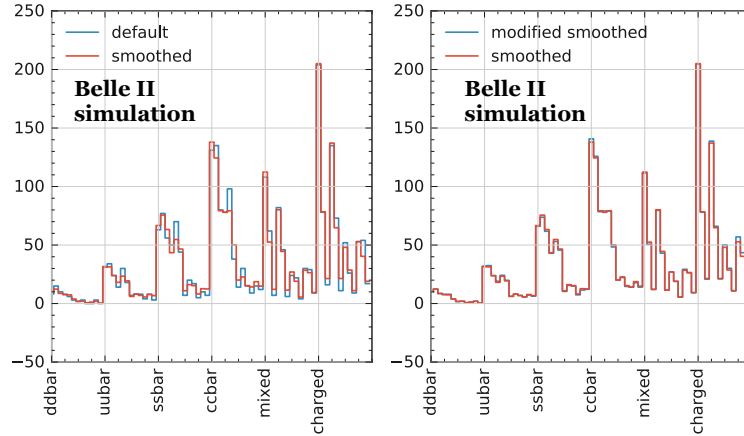 250
200
150
100
50
0
−50
default
smoothed
Belle II
simulation
ddbar
uubar
ssbar
ccbar
mixed
charged
250
200
150
100
50
0
−50
modified smoothed
smoothed
Belle II
simulation
ddbar
uubar
ssbar
ccbar
mixed
charged